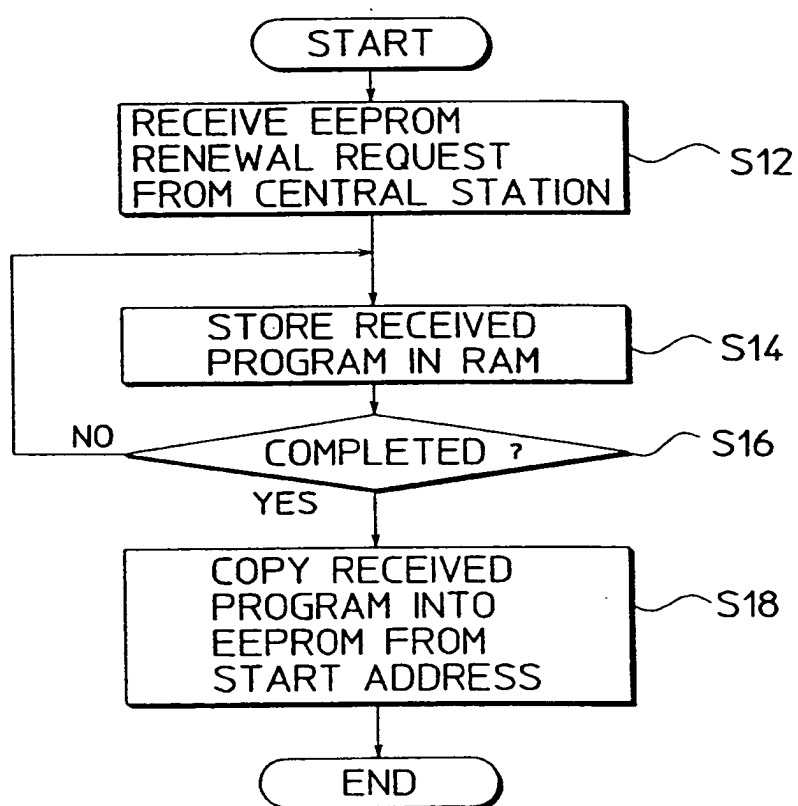 START
RECEIVE EEPROM
RENEWAL REQUEST
FROM CENTRAL STATION
S12
STORE RECEIVED
PROGRAM IN RAM
S14
NO
COMPLETED ?
S16
YES
COPY RECEIVED
PROGRAM INTO
EEPROM FROM
START ADDRESS
S18
END